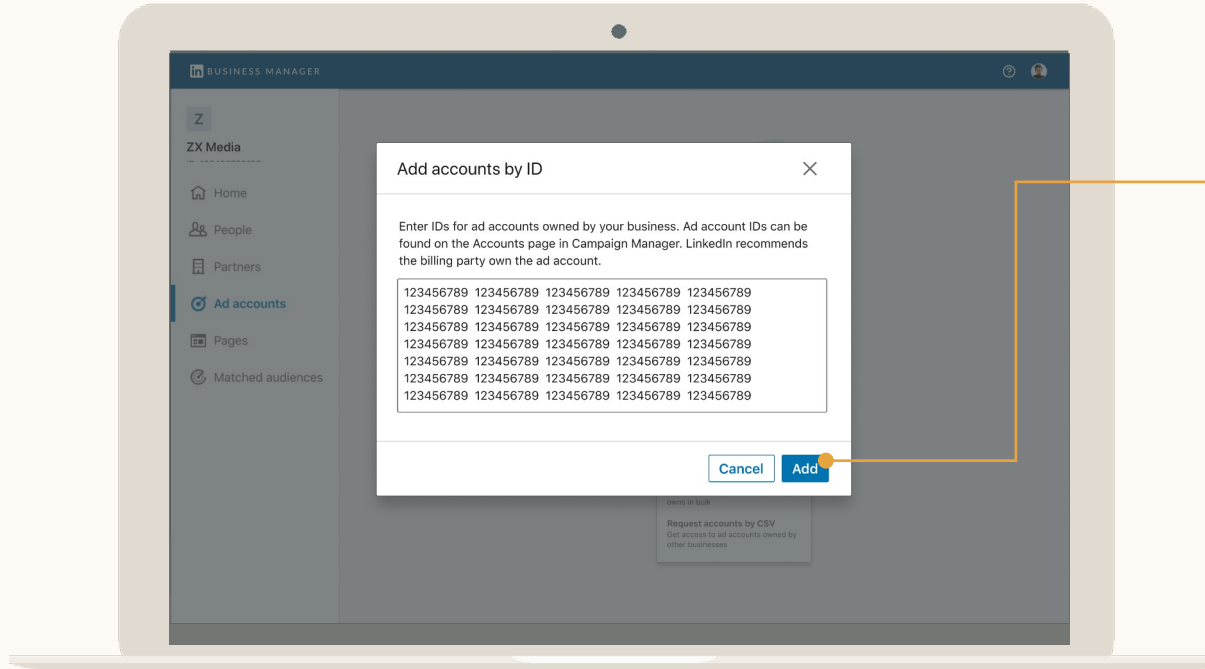 in BUSINESS MANAGER
Z
ZX Media
Home
People
Partners
Ad accounts
Pages
Matched audiences
Add accounts by ID
Enter IDs for ad accounts owned by your business. Ad account IDs can be
found on the Accounts page in Campaign Manager. LinkedIn recommends
the billing party own the ad account.
123456789 123456789 123456789 123456789 123456789
123456789 123456789 123456789 123456789 123456789
123456789 123456789 123456789 123456789 123456789
123456789 123456789 123456789 123456789 123456789
123456789 123456789 123456789 123456789 123456789
123456789 123456789 123456789 123456789 123456789
123456789 123456789 123456789 123456789 123456789
Cancel
Add
owns in bulk
Request accounts by CSV
Get access to ad accounts owned by
other businesses